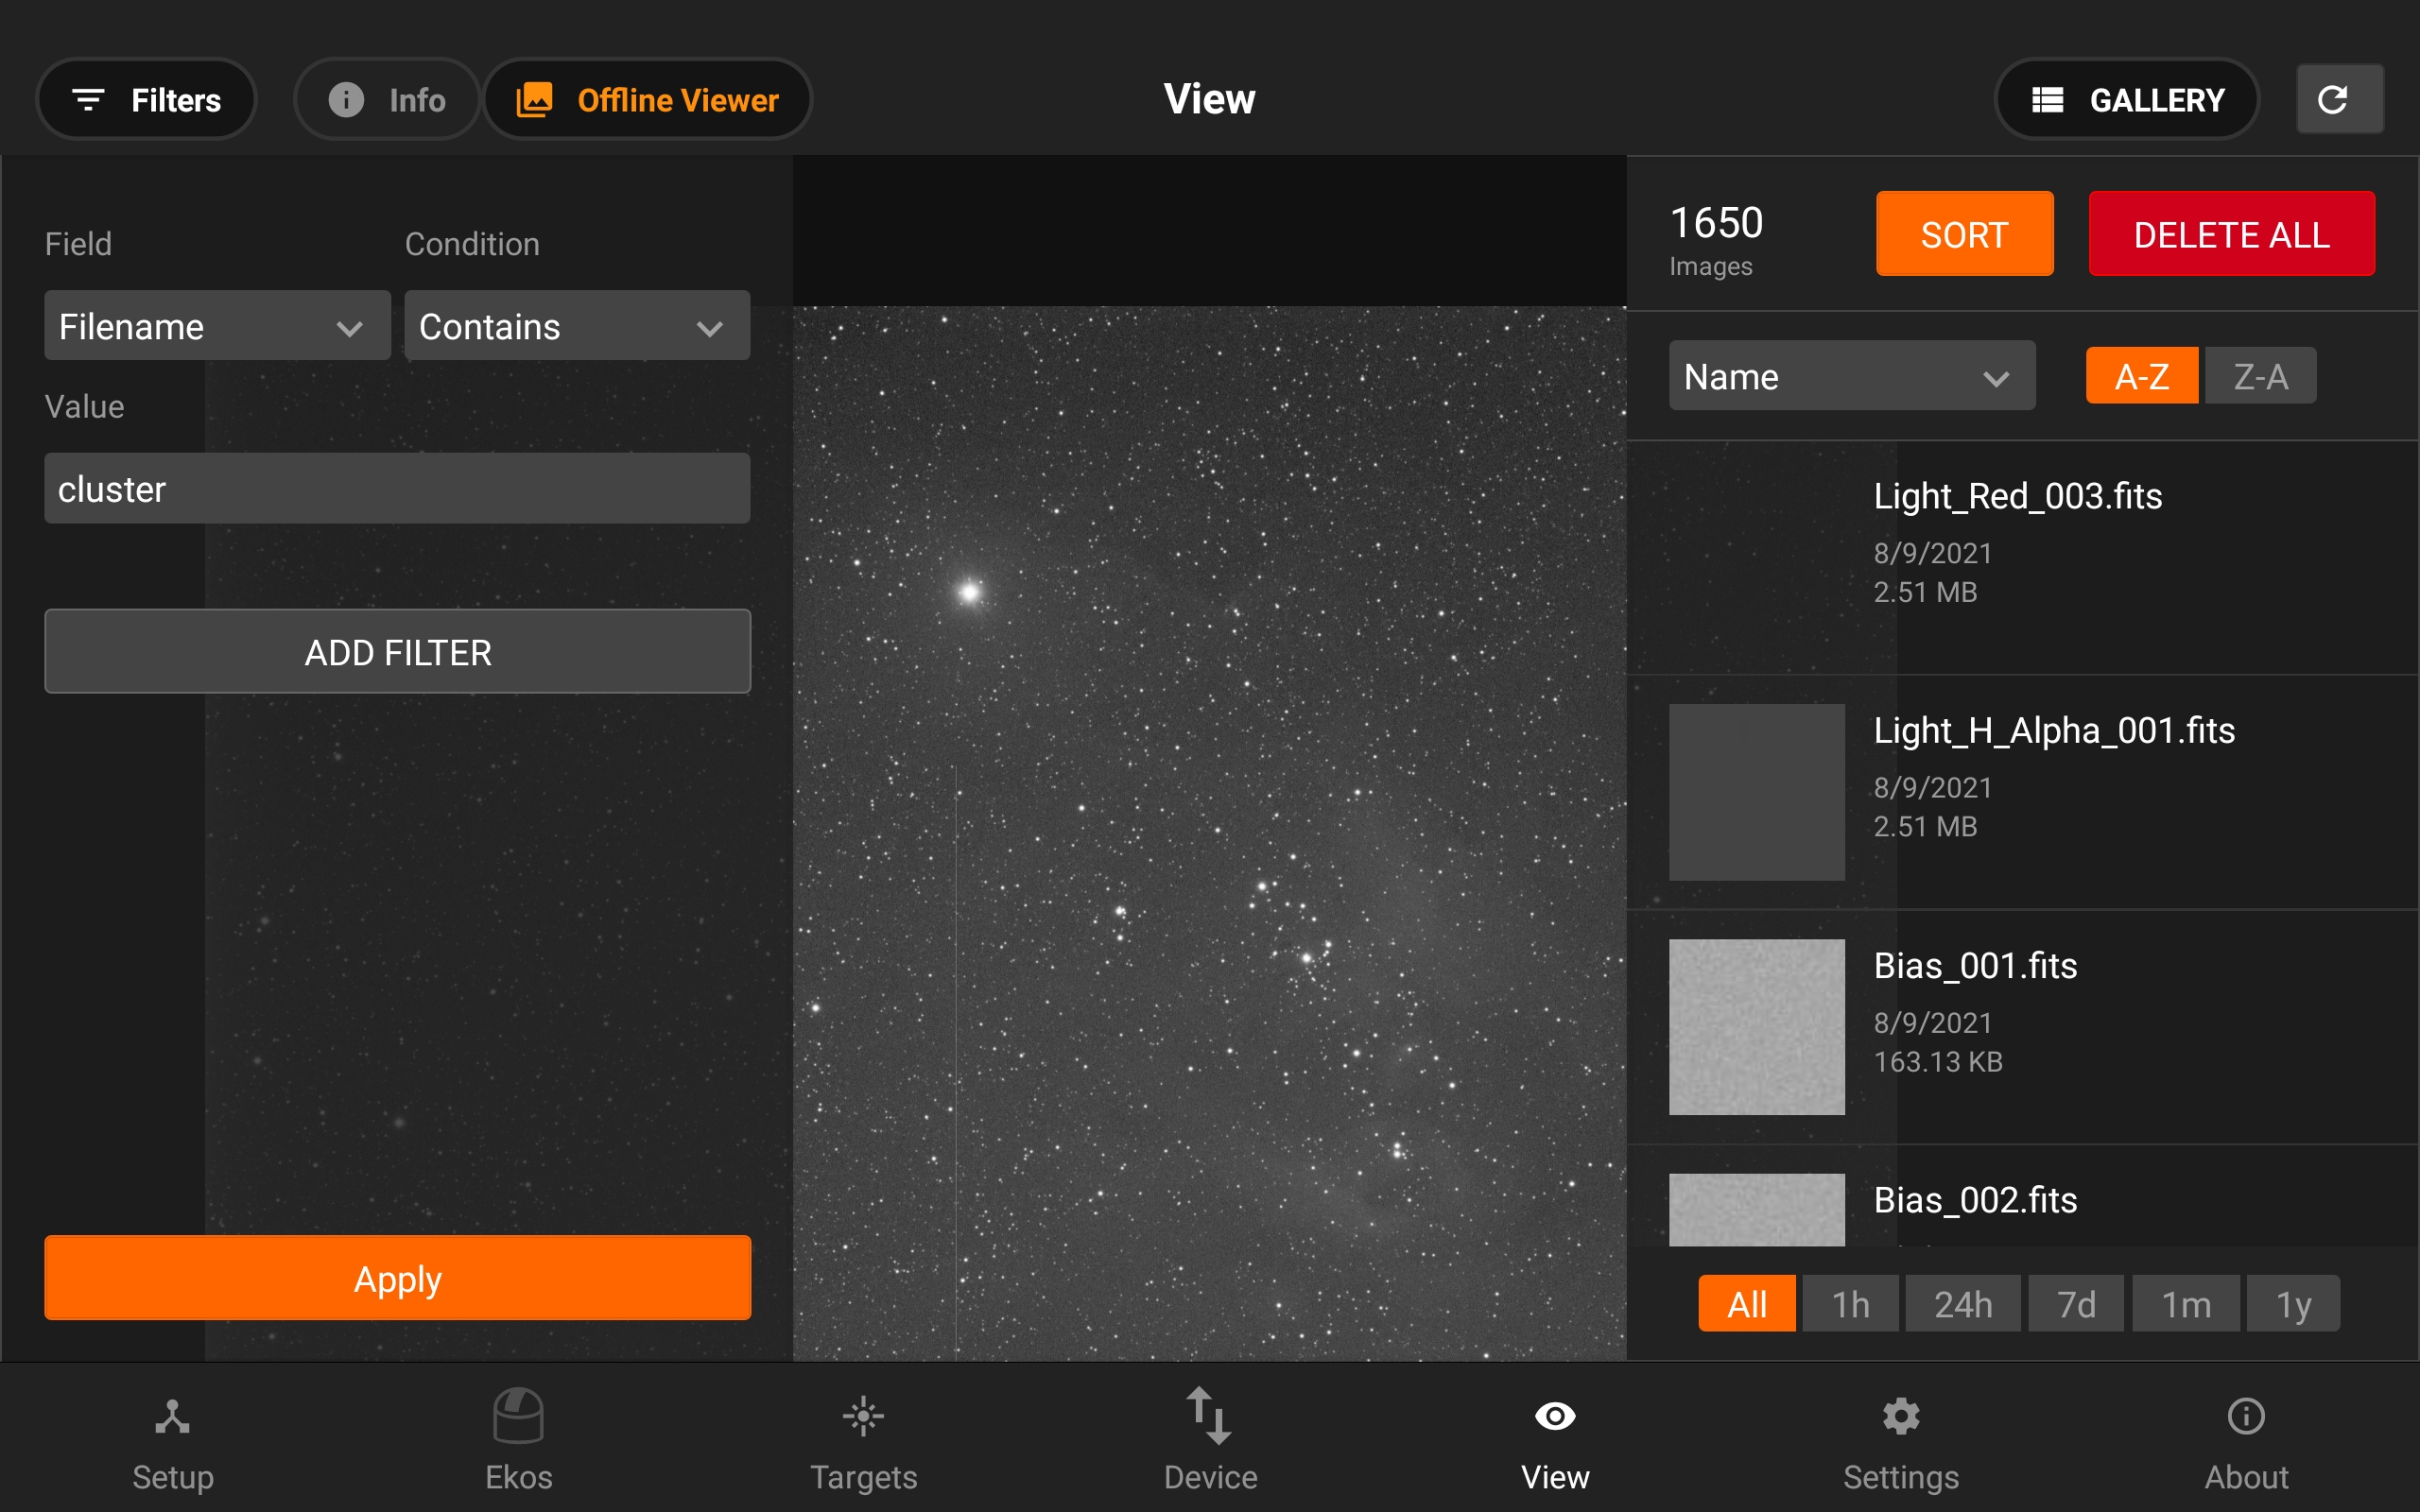 Filters
Info
Offline Viewer
View
GALLERY
Field
Condition
Filename
Contains
Value
cluster
ADD FILTER
Apply
1650
Images
SORT
DELETE ALL
Name
A-Z
Z-A
Light_Red_003.fits
8/9/2021
2.51 MB
Light_H_Alpha_001.fits
8/9/2021
2.51 MB
Bias_001.fits
8/9/2021
163.13 KB
Bias_002.fits
All
1h
24h
7d
1m
1y
Setup
Ekos
Targets
Device
View
Settings
About